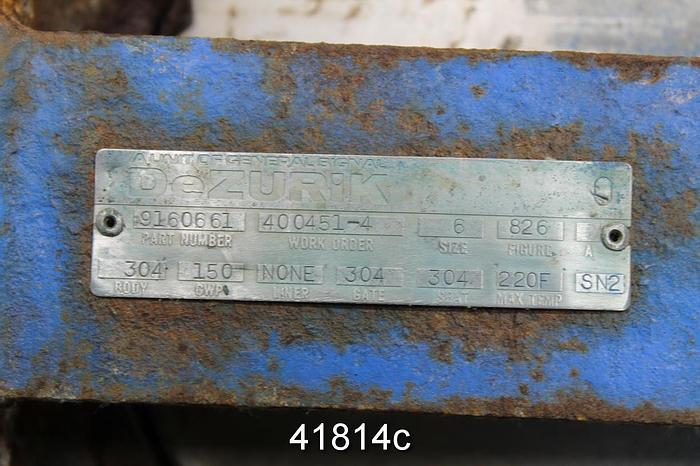 A UNIT OF GENERAL SIGNAL
DeZURIK
9160661 400451-4 6 826
PART NUMBER WORK ORDER SIZE FIGURE A
304 150 NONE 304 304 220F SN2
BODY CWP LINER GATE SEAT MAX TEMP
41814c